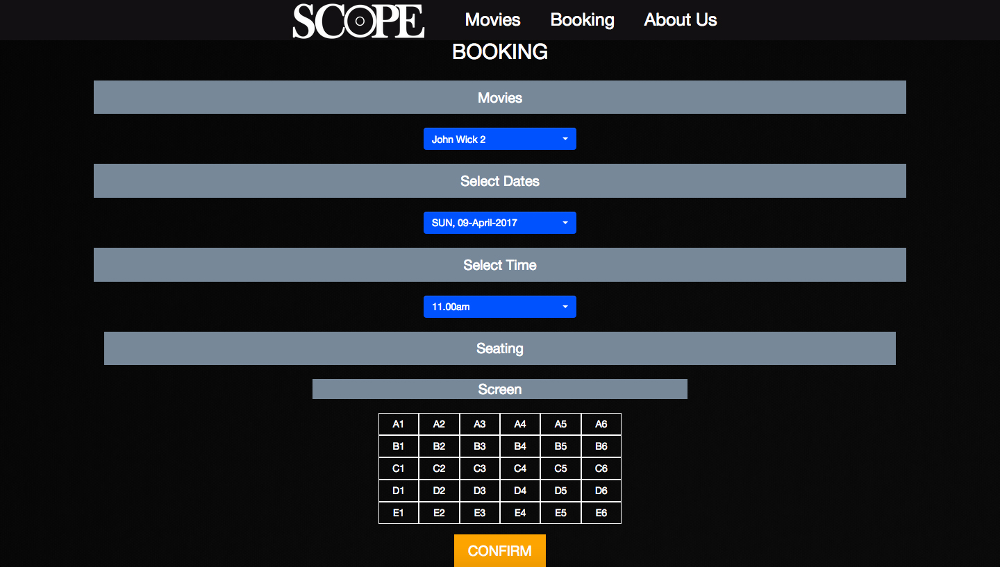 SCOPE Movies Booking About Us
BOOKING
Movies
John Wick 2
Select Dates
SUN, 09-April-2017
Select Time
11.00am
Seating
Screen
A1 A2 A3 A4 A5 A6
B1 B2 B3 B4 B5 B6
C1 C2 C3 C4 C5 C6
D1 D2 D3 D4 D5 D6
E1 E2 E3 E4 E5 E6
CONFIRM